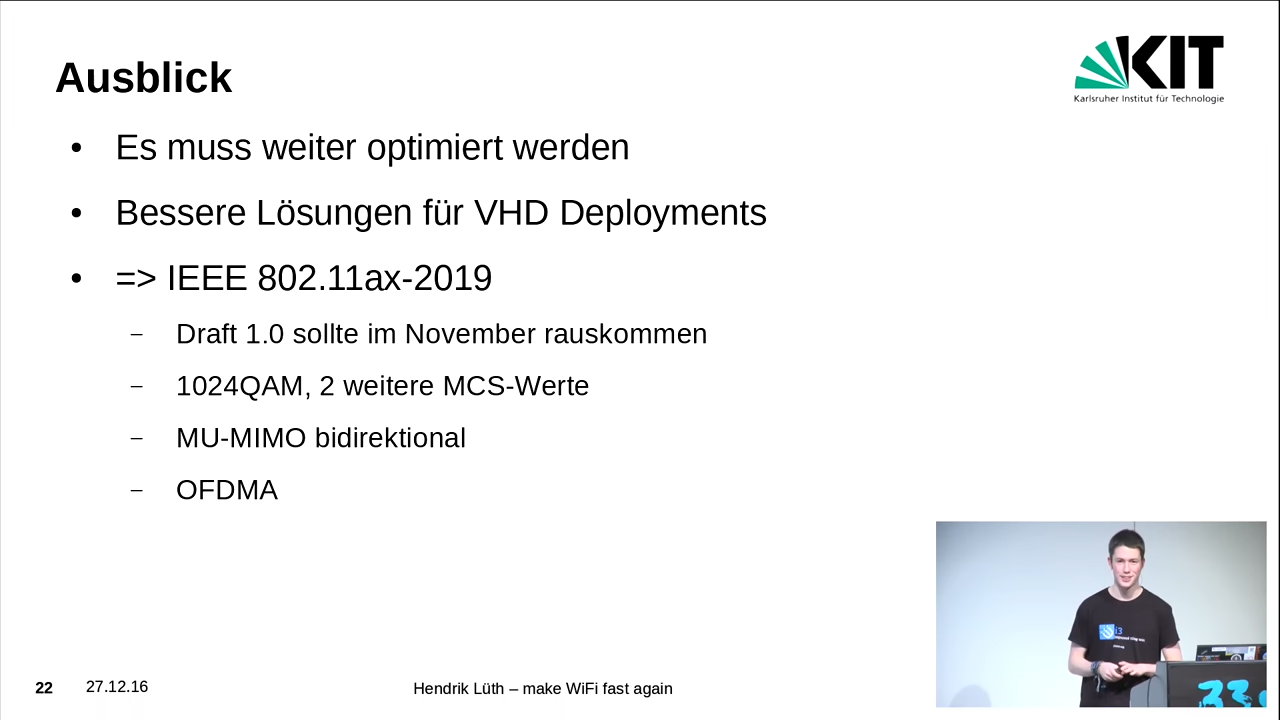 Ausblick
KIT
Karlsruher Institut für Technologie
• Es muss weiter optimiert werden
• Bessere Lösungen für VHD Deployments
• => IEEE 802.11ax-2019
– Draft 1.0 sollte im November rauskommen
– 1024QAM, 2 weitere MCS-Werte
– MU-MIMO bidirektional
– OFDMA
i3
22 27.12.16 Hendrik Lüth – make WiFi fast again